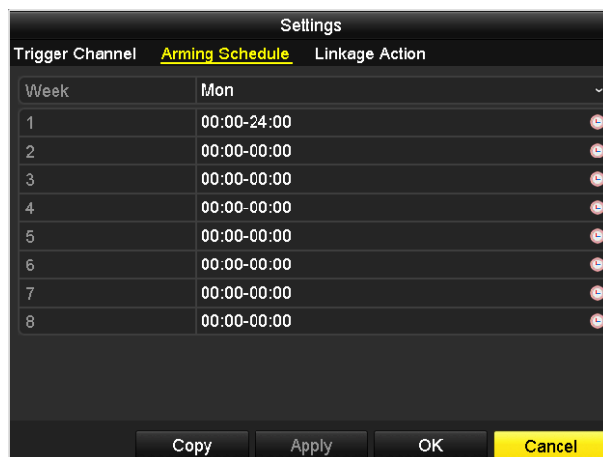 Settings
Trigger Channel Arming Schedule Linkage Action
Week Mon
1 00:00-24:00
2 00:00-00:00
3 00:00-00:00
4 00:00-00:00
5 00:00-00:00
6 00:00-00:00
7 00:00-00:00
8 00:00-00:00
Copy Apply OK Cancel